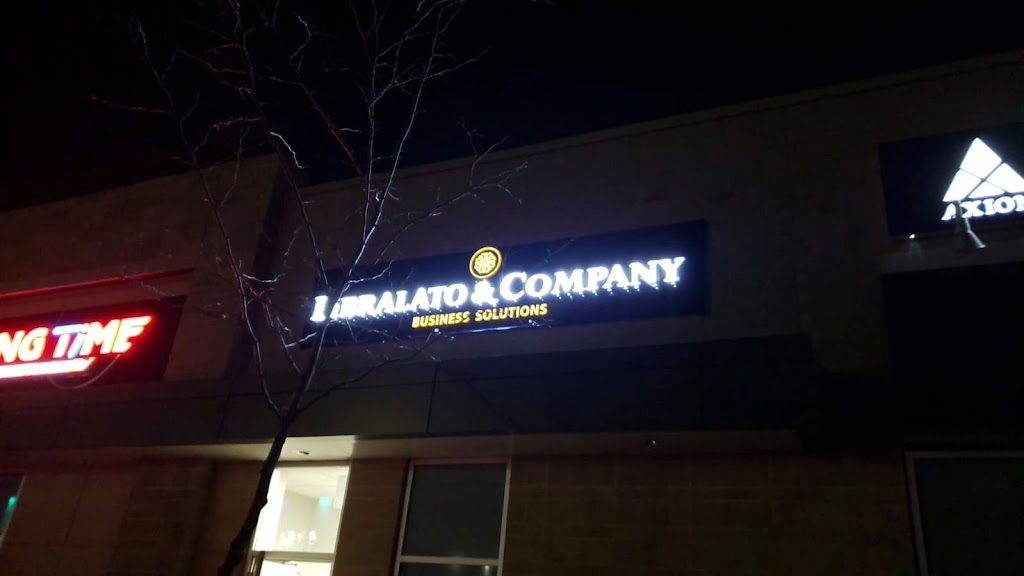 NG TIME
LIBRALATO & COMPANY
BUSINESS SOLUTIONS
AXIO